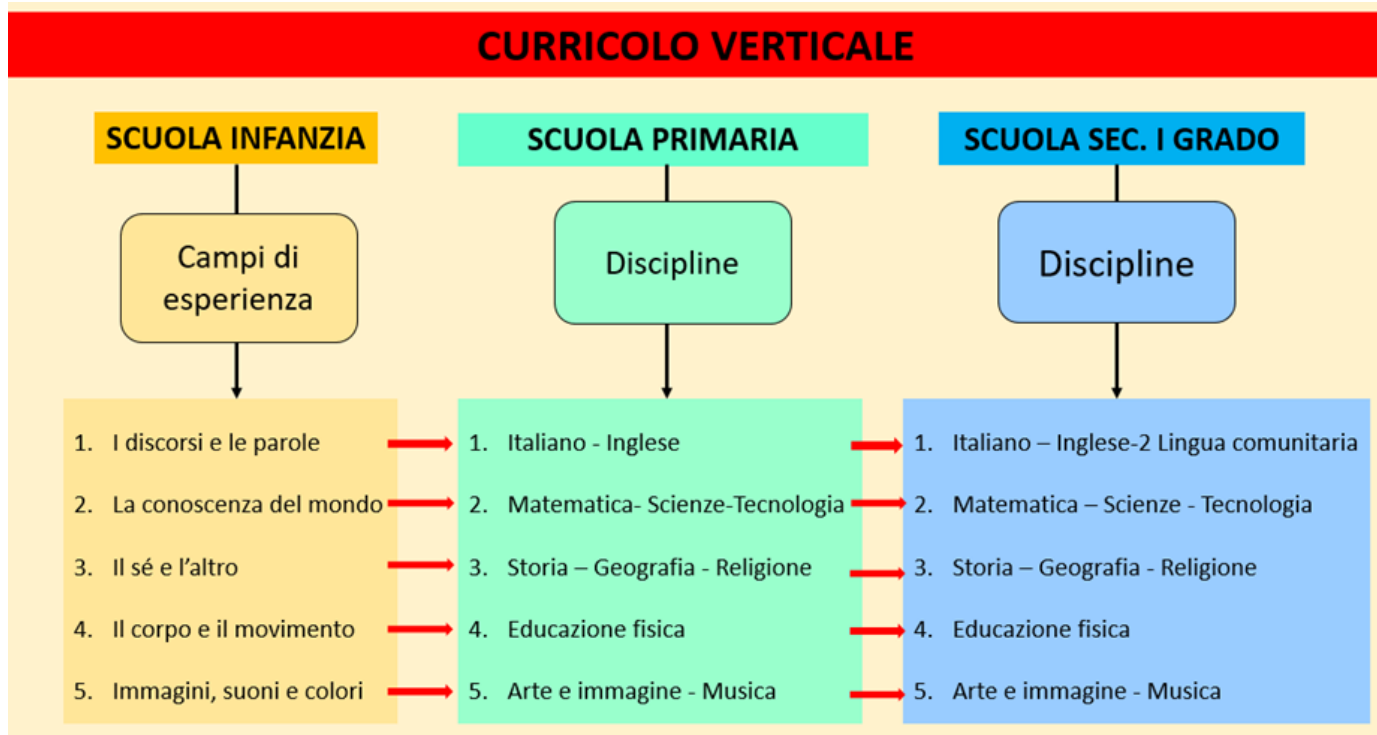 CURRICOLO VERTICALE
SCUOLA INFANZIA
Campi di
esperienza
1. I discorsi e le parole
2. La conoscenza del mondo
3. Il sé e l’altro
4. Il corpo e il movimento
5. Immagini, suoni e colori
SCUOLA PRIMARIA
Discipline
1. Italiano - Inglese
2. Matematica- Scienze-Tecnologia
3. Storia – Geografia - Religione
4. Educazione fisica
5. Arte e immagine - Musica
SCUOLA SEC. I GRADO
Discipline
1. Italiano – Inglese-2 Lingua comunitaria
2. Matematica – Scienze - Tecnologia
3. Storia – Geografia - Religione
4. Educazione fisica
5. Arte e immagine - Musica